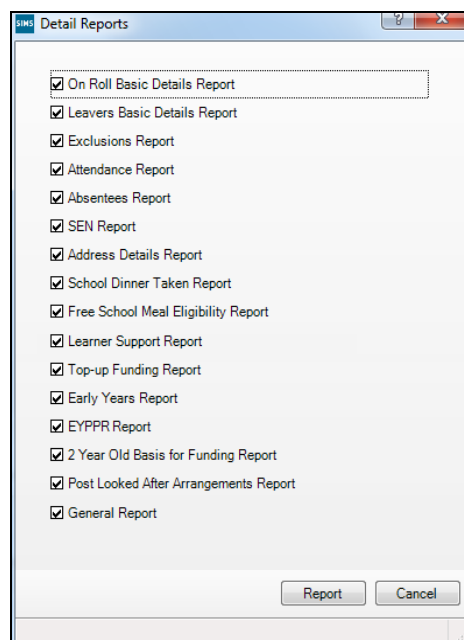 SIMS Detail Reports ? X
On Roll Basic Details Report
Leavers Basic Details Report
Exclusions Report
Attendance Report
Absentees Report
SEN Report
Address Details Report
School Dinner Taken Report
Free School Meal Eligibility Report
Learner Support Report
Top-up Funding Report
Early Years Report
EYPPR Report
2 Year Old Basis for Funding Report
Post Looked After Arrangements Report
General Report
Report Cancel